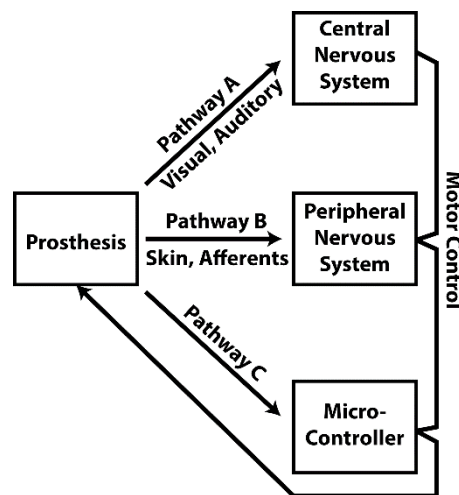 Central
Nervous
System
Pathway A
Visual, Auditory
Prosthesis
Pathway B
Skin, Afferents
Peripheral
Nervous
System
Motor Control
Pathway C
Micro-
Controller